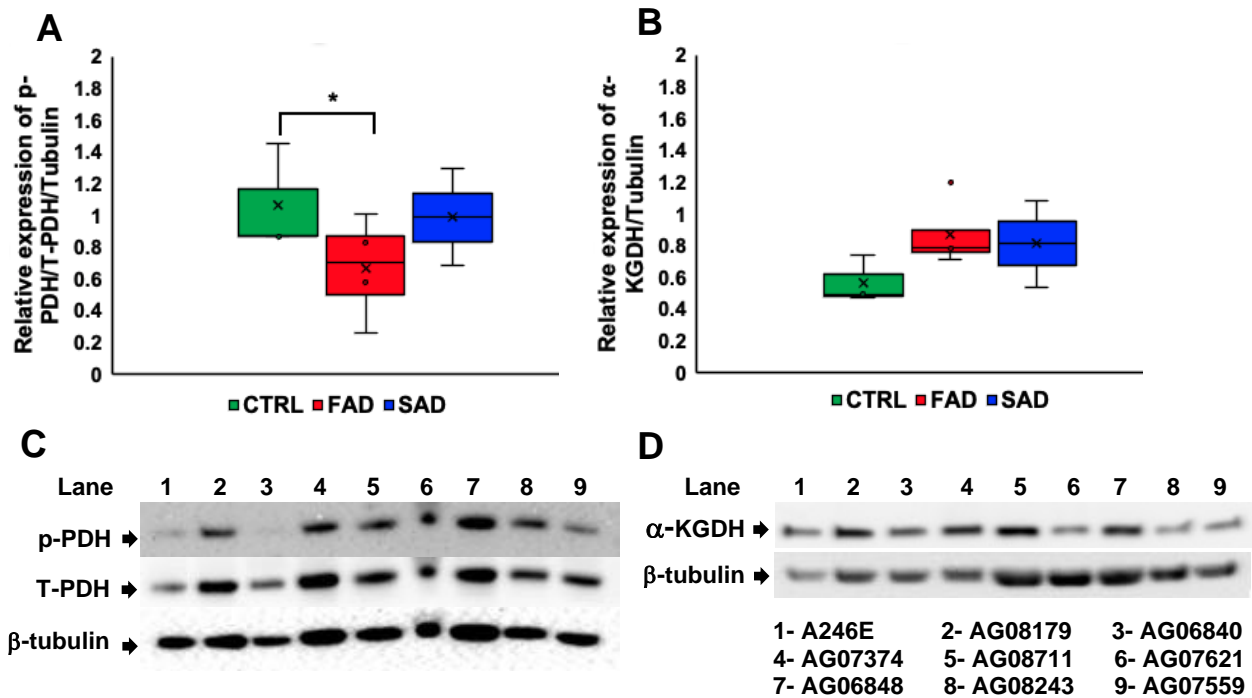 A
Relative expression of p-
PDH/T-PDH/Tubulin
2
1.8
1.6
1.4
1.2
1
0.8
0.6
0.4
0.2
0
*
CTRL FAD SAD
B
Relative expression of α-
KGDH/Tubulin
2
1.8
1.6
1.4
1.2
1
0.8
0.6
0.4
0.2
0
CTRL FAD SAD
C
Lane 1 2 3 4 5 6 7 8 9
p-PDH
T-PDH
β-tubulin
D
Lane 1 2 3 4 5 6 7 8 9
α-KGDH
β-tubulin
1- A246E 2- AG08179 3- AG06840
4- AG07374 5- AG08711 6- AG07621
7- AG06848 8- AG08243 9- AG07559